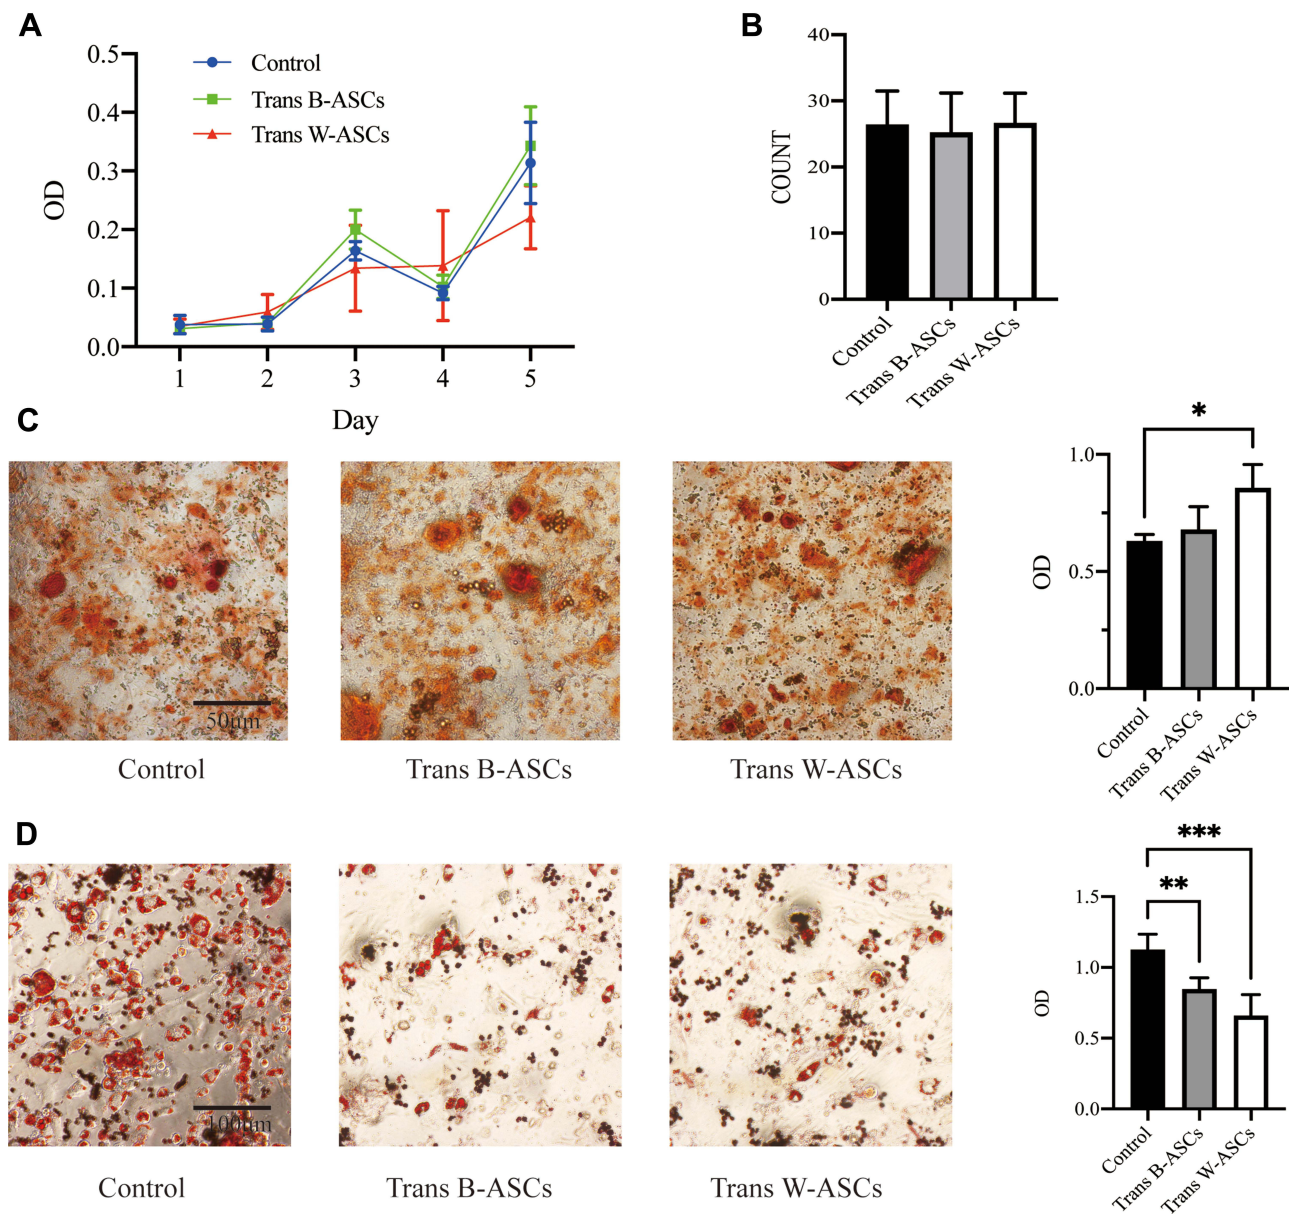 A
OD
0.5
0.4
0.3
0.2
0.1
0.0
Control
Trans B-ASCs
Trans W-ASCs
1 2 3 4 5
Day
B
COUNT
40
30
20
10
0
Control
Trans B-ASCs
Trans W-ASCs
C
50um
Control
Trans B-ASCs
Trans W-ASCs
*
OD
1.0
0.5
0.0
Control
Trans B-ASCs
Trans W-ASCs
D
100um
Control
Trans B-ASCs
Trans W-ASCs
***
**
OD
1.5
1.0
0.5
0.0
Control
Trans B-ASCs
Trans W-ASCs